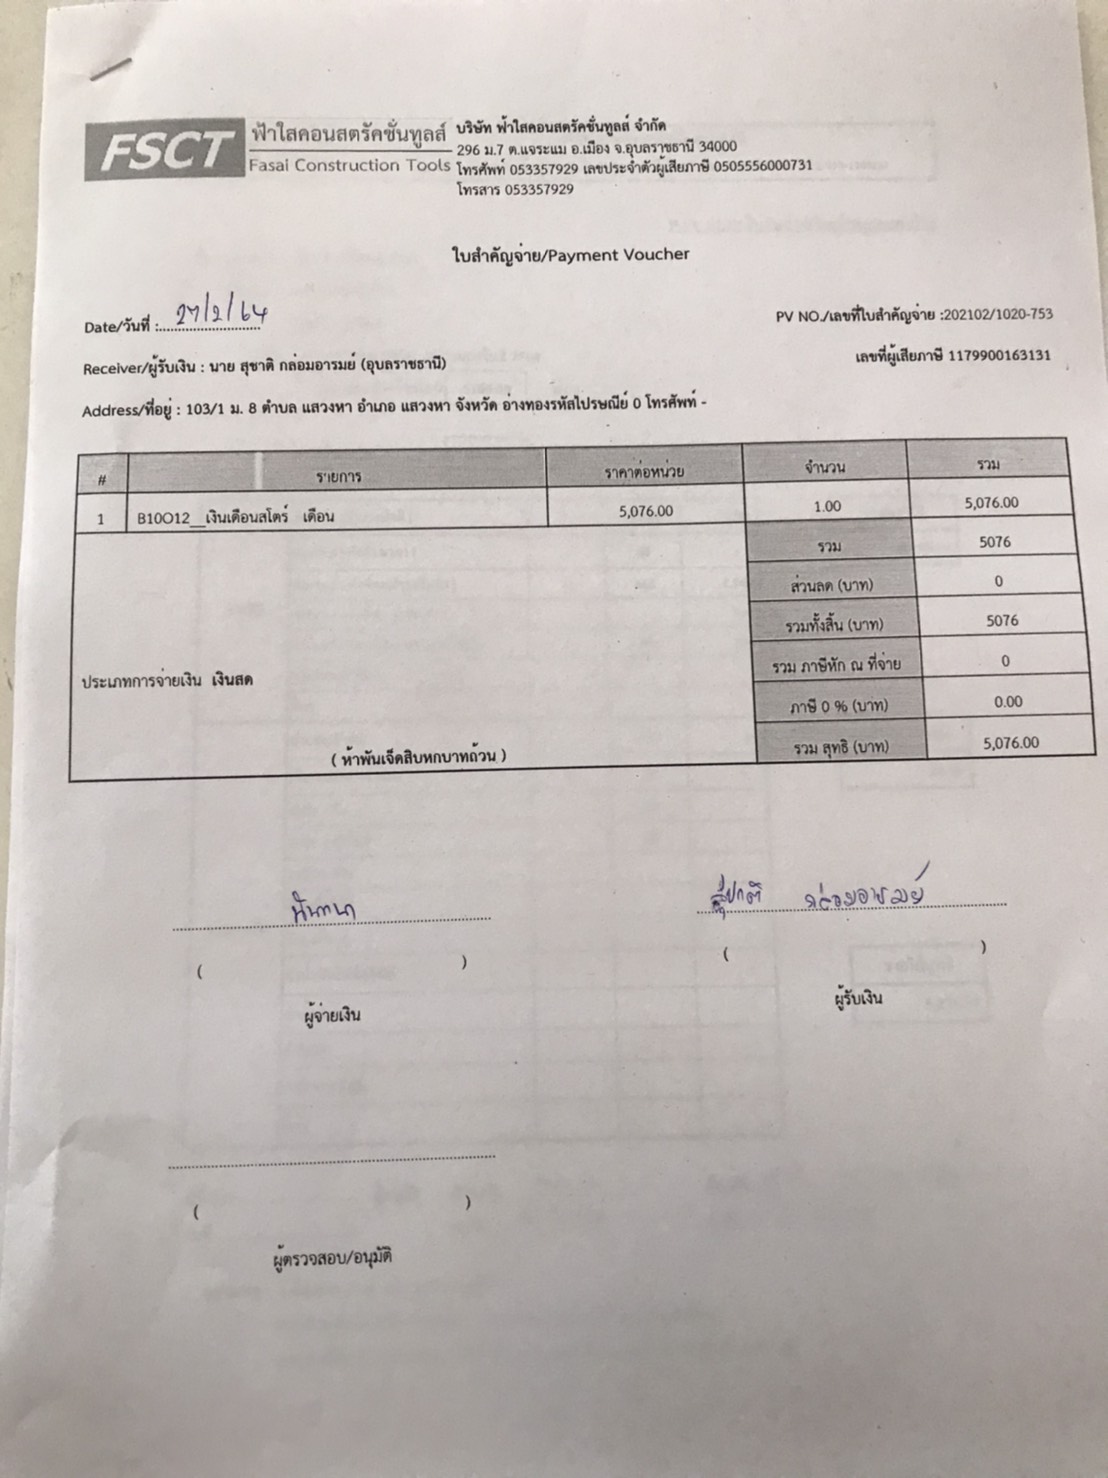 FSCT ฟ้าใสคอนสตรัคชั่นทูลส์
Fasai Construction Tools
บริษัท ฟ้าใสคอนสตรัคชั่นทูลส์ จำกัด
296 ม.7 ต.แจระแม อ.เมือง จ.อุบลราชธานี 34000
โทรศัพท์ 053357929 เลขประจำตัวผู้เสียภาษี 0505556000731
โทรสาร 053357929
ใบสำคัญจ่าย/Payment Voucher
Date/วันที่ : 27/2/64
PV NO./เลขที่ใบสำคัญจ่าย :202102/1020-753
Receiver/ผู้รับเงิน : นาย สุชาติ กล่อมอารมย์ (อุบลราชธานี)
เลขที่ผู้เสียภาษี 1179900163131
Address/ที่อยู่ : 103/1 ม. 8 ตำบล แสวงหา อำเภอ แสวงหา จังหวัด อ่างทองรหัสไปรษณีย์ 0 โทรศัพท์ -
# รายการ ราคาต่อหน่วย จำนวน รวม
1 B10O12__เงินเดือนสโตร์ เดือน 5,076.00 1.00 5,076.00
รวม 5076
ส่วนลด (บาท) 0
รวมทั้งสิ้น (บาท) 5076
รวม ภาษีหัก ณ ที่จ่าย 0
ประเภทการจ่ายเงิน เงินสด
ภาษี 0 % (บาท) 0.00
( ห้าพันเจ็ดสิบหกบาทถ้วน )
รวม สุทธิ (บาท) 5,076.00
กล่อมอารมย์
( )
( )
ผู้จ่ายเงิน
ผู้รับเงิน
( )
ผู้ตรวจสอบ/อนุมัติ